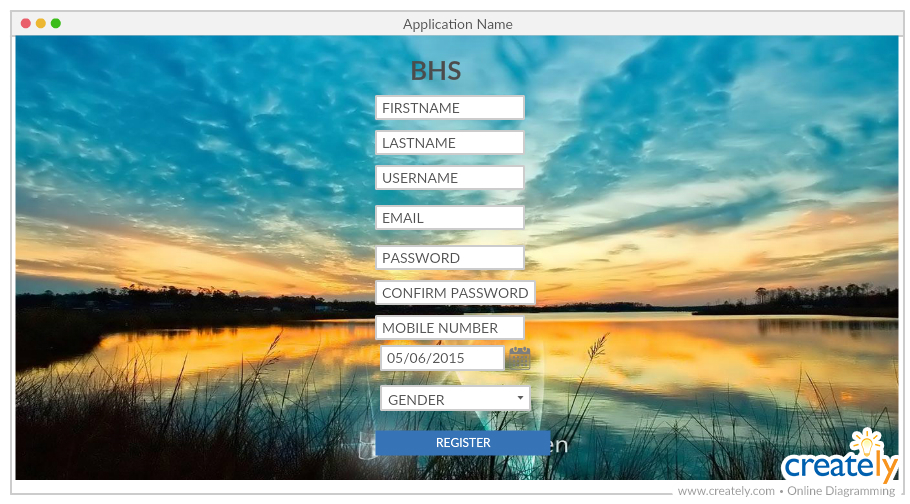 Application Name
BHS
FIRSTNAME
LASTNAME
USERNAME
EMAIL
PASSWORD
CONFIRM PASSWORD
MOBILE NUMBER
05/06/2015
GENDER
REGISTER
en
creately
www.creately.com • Online Diagramming